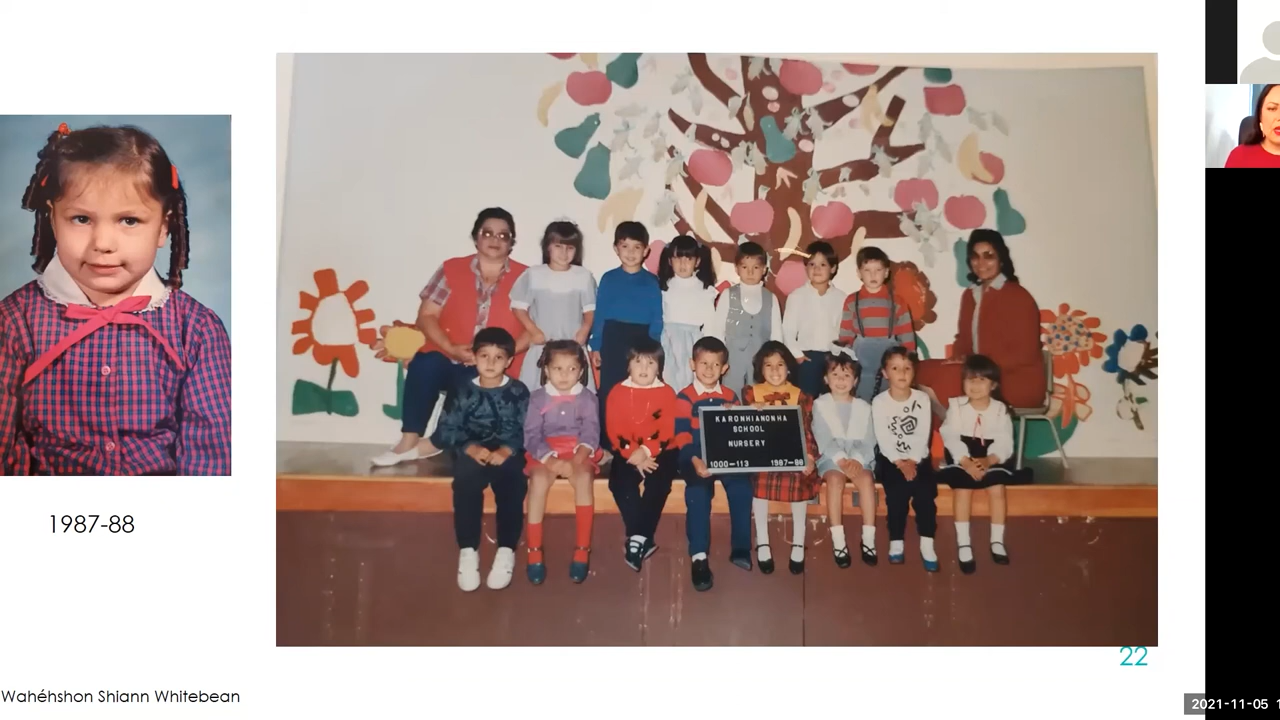 KARONHIANONHA
SCHOOL
NURSERY
1000-113 1987-88
1987-88
22
Wahéhshon Shiann Whitebean
2021-11-05